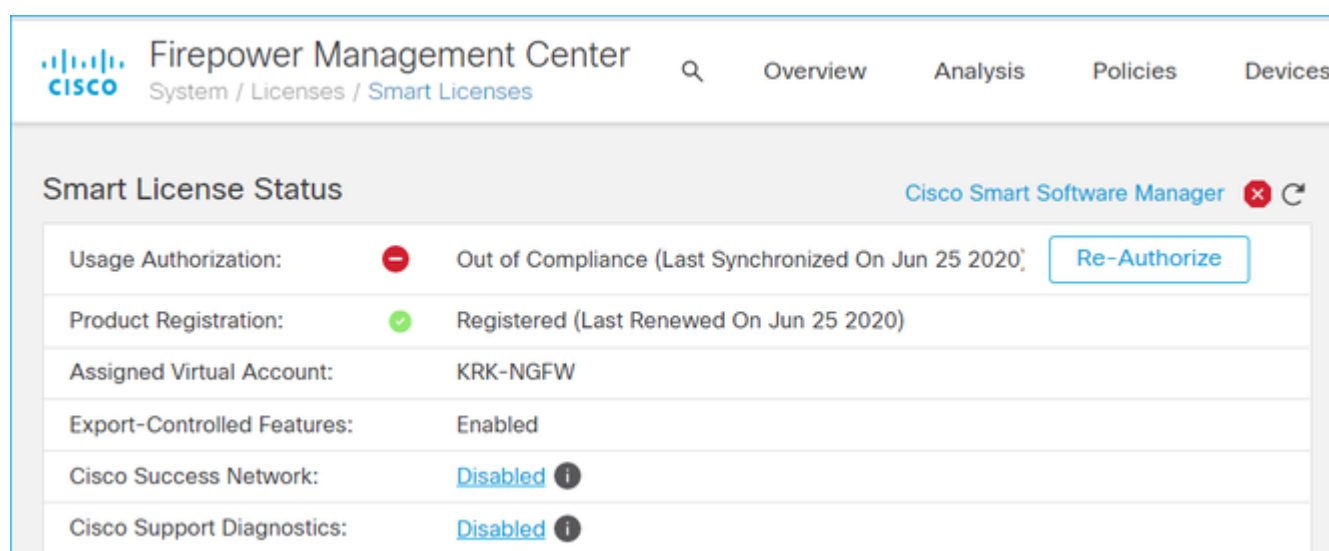 Firepower Management Center
CISCO
System / Licenses / Smart Licenses
Overview Analysis Policies Devices
Smart License Status
Cisco Smart Software Manager
Usage Authorization: Out of Compliance (Last Synchronized On Jun 25 2020) Re-Authorize
Product Registration: Registered (Last Renewed On Jun 25 2020)
Assigned Virtual Account: KRK-NGFW
Export-Controlled Features: Enabled
Cisco Success Network: Disabled
Cisco Support Diagnostics: Disabled